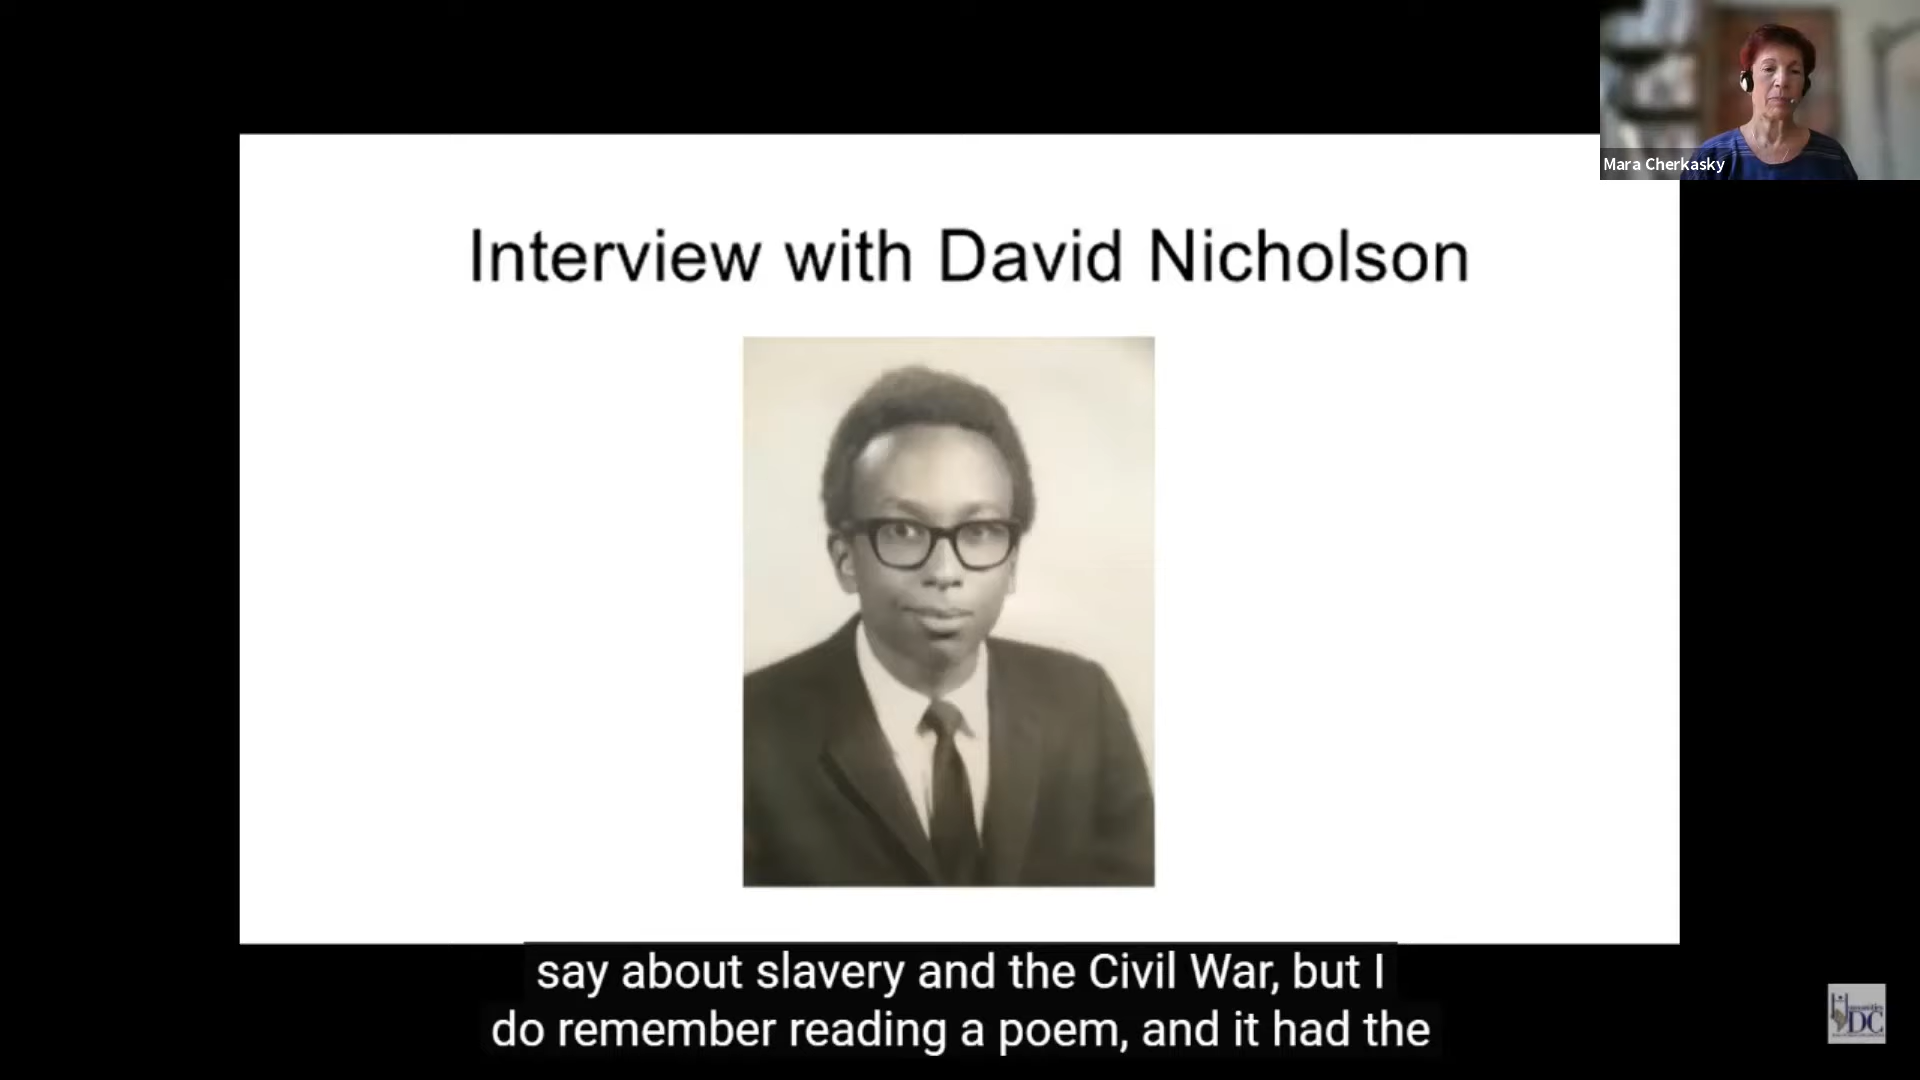 Mara Cherkasky
Interview with David Nicholson
say about slavery and the Civil War, but I
do remember reading a poem, and it had the
DC